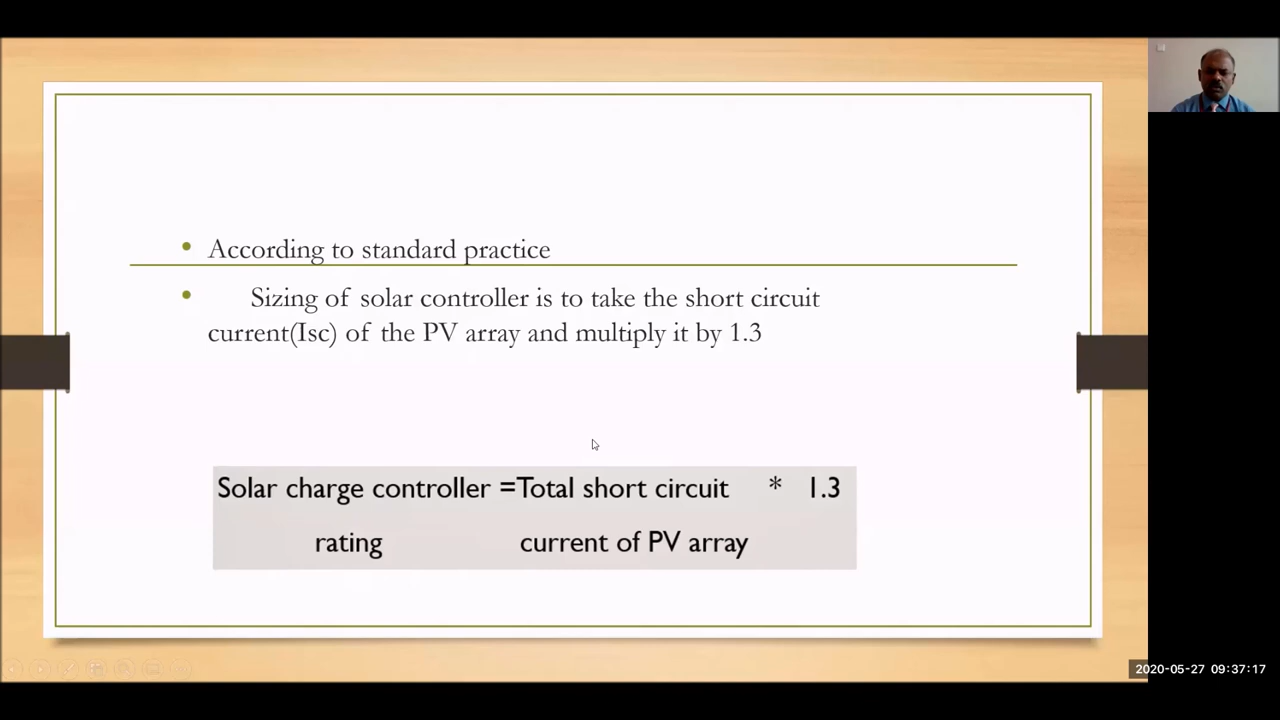 • According to standard practice
• Sizing of solar controller is to take the short circuit
current(Isc) of the PV array and multiply it by 1.3
Solar charge controller =Total short circuit * 1.3
rating current of PV array
2020-05-27 09:37:17